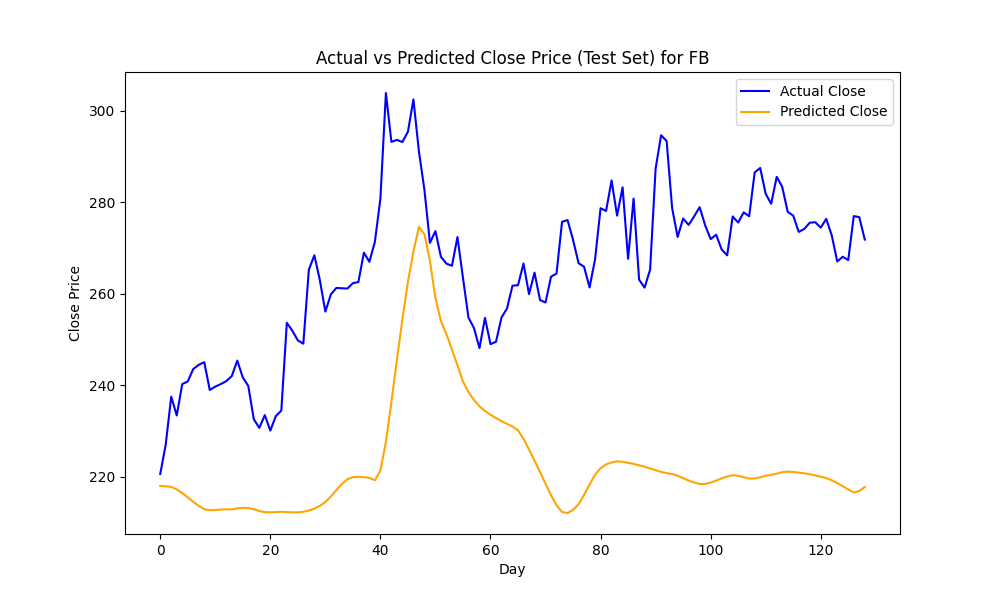 Actual vs Predicted Close Price (Test Set) for FB
Actual Close
Predicted Close
Close Price
300
280
260
240
220
0 20 40 60 80 100 120
Day